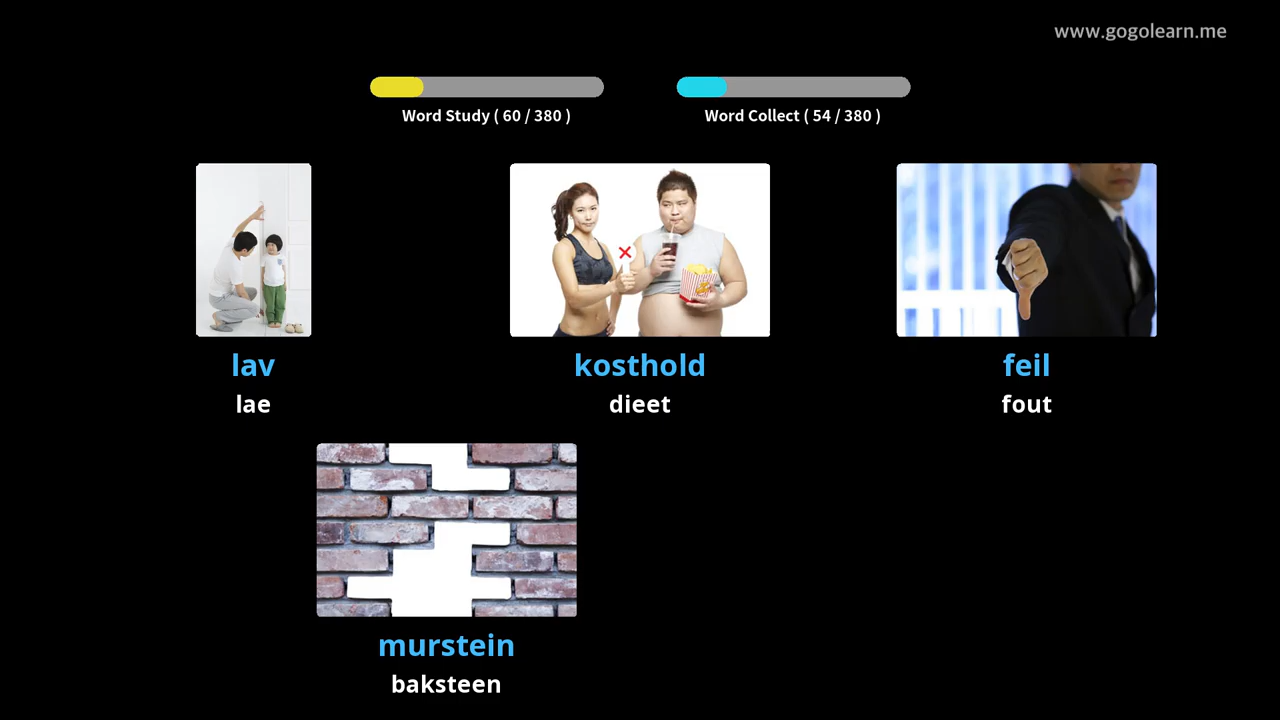 www.gogolearn.me
Word Study ( 60 / 380 )
Word Collect ( 54 / 380 )
lav
lae
kosthold
dieet
feil
fout
murstein
baksteen